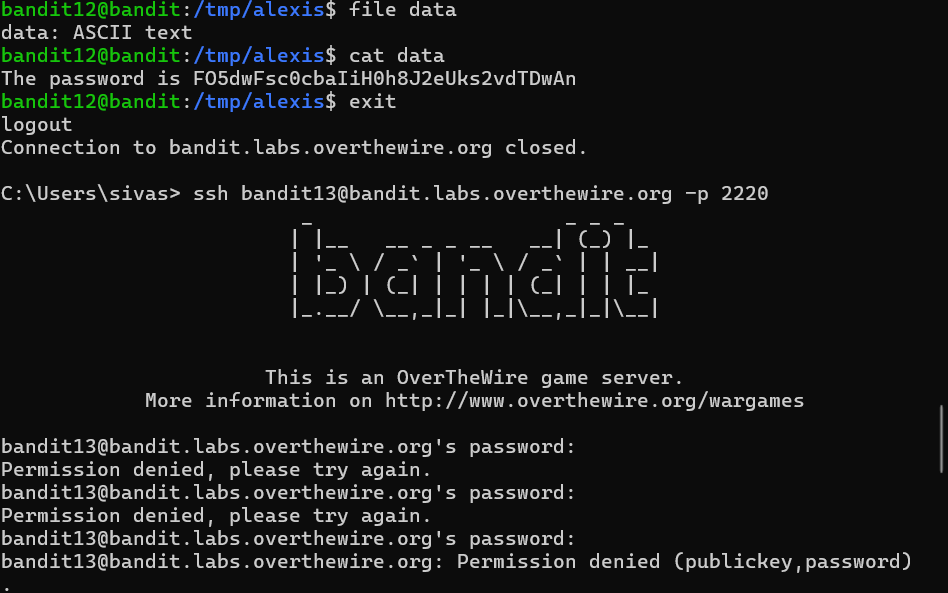 bandit12@bandit:/tmp/alexis$ file data
data: ASCII text
bandit12@bandit:/tmp/alexis$ cat data
The password is FO5dwFsc0cbaIiH0h8J2eUks2vdTDwAn
bandit12@bandit:/tmp/alexis$ exit
logout
Connection to bandit.labs.overthewire.org closed.
C:\Users\sivas> ssh bandit13@bandit.labs.overthewire.org -p 2220
bandit
This is an OverTheWire game server.
More information on http://www.overthewire.org/wargames
bandit13@bandit.labs.overthewire.org's password:
Permission denied, please try again.
bandit13@bandit.labs.overthewire.org's password:
Permission denied, please try again.
bandit13@bandit.labs.overthewire.org's password:
bandit13@bandit.labs.overthewire.org: Permission denied (publickey,password)
.